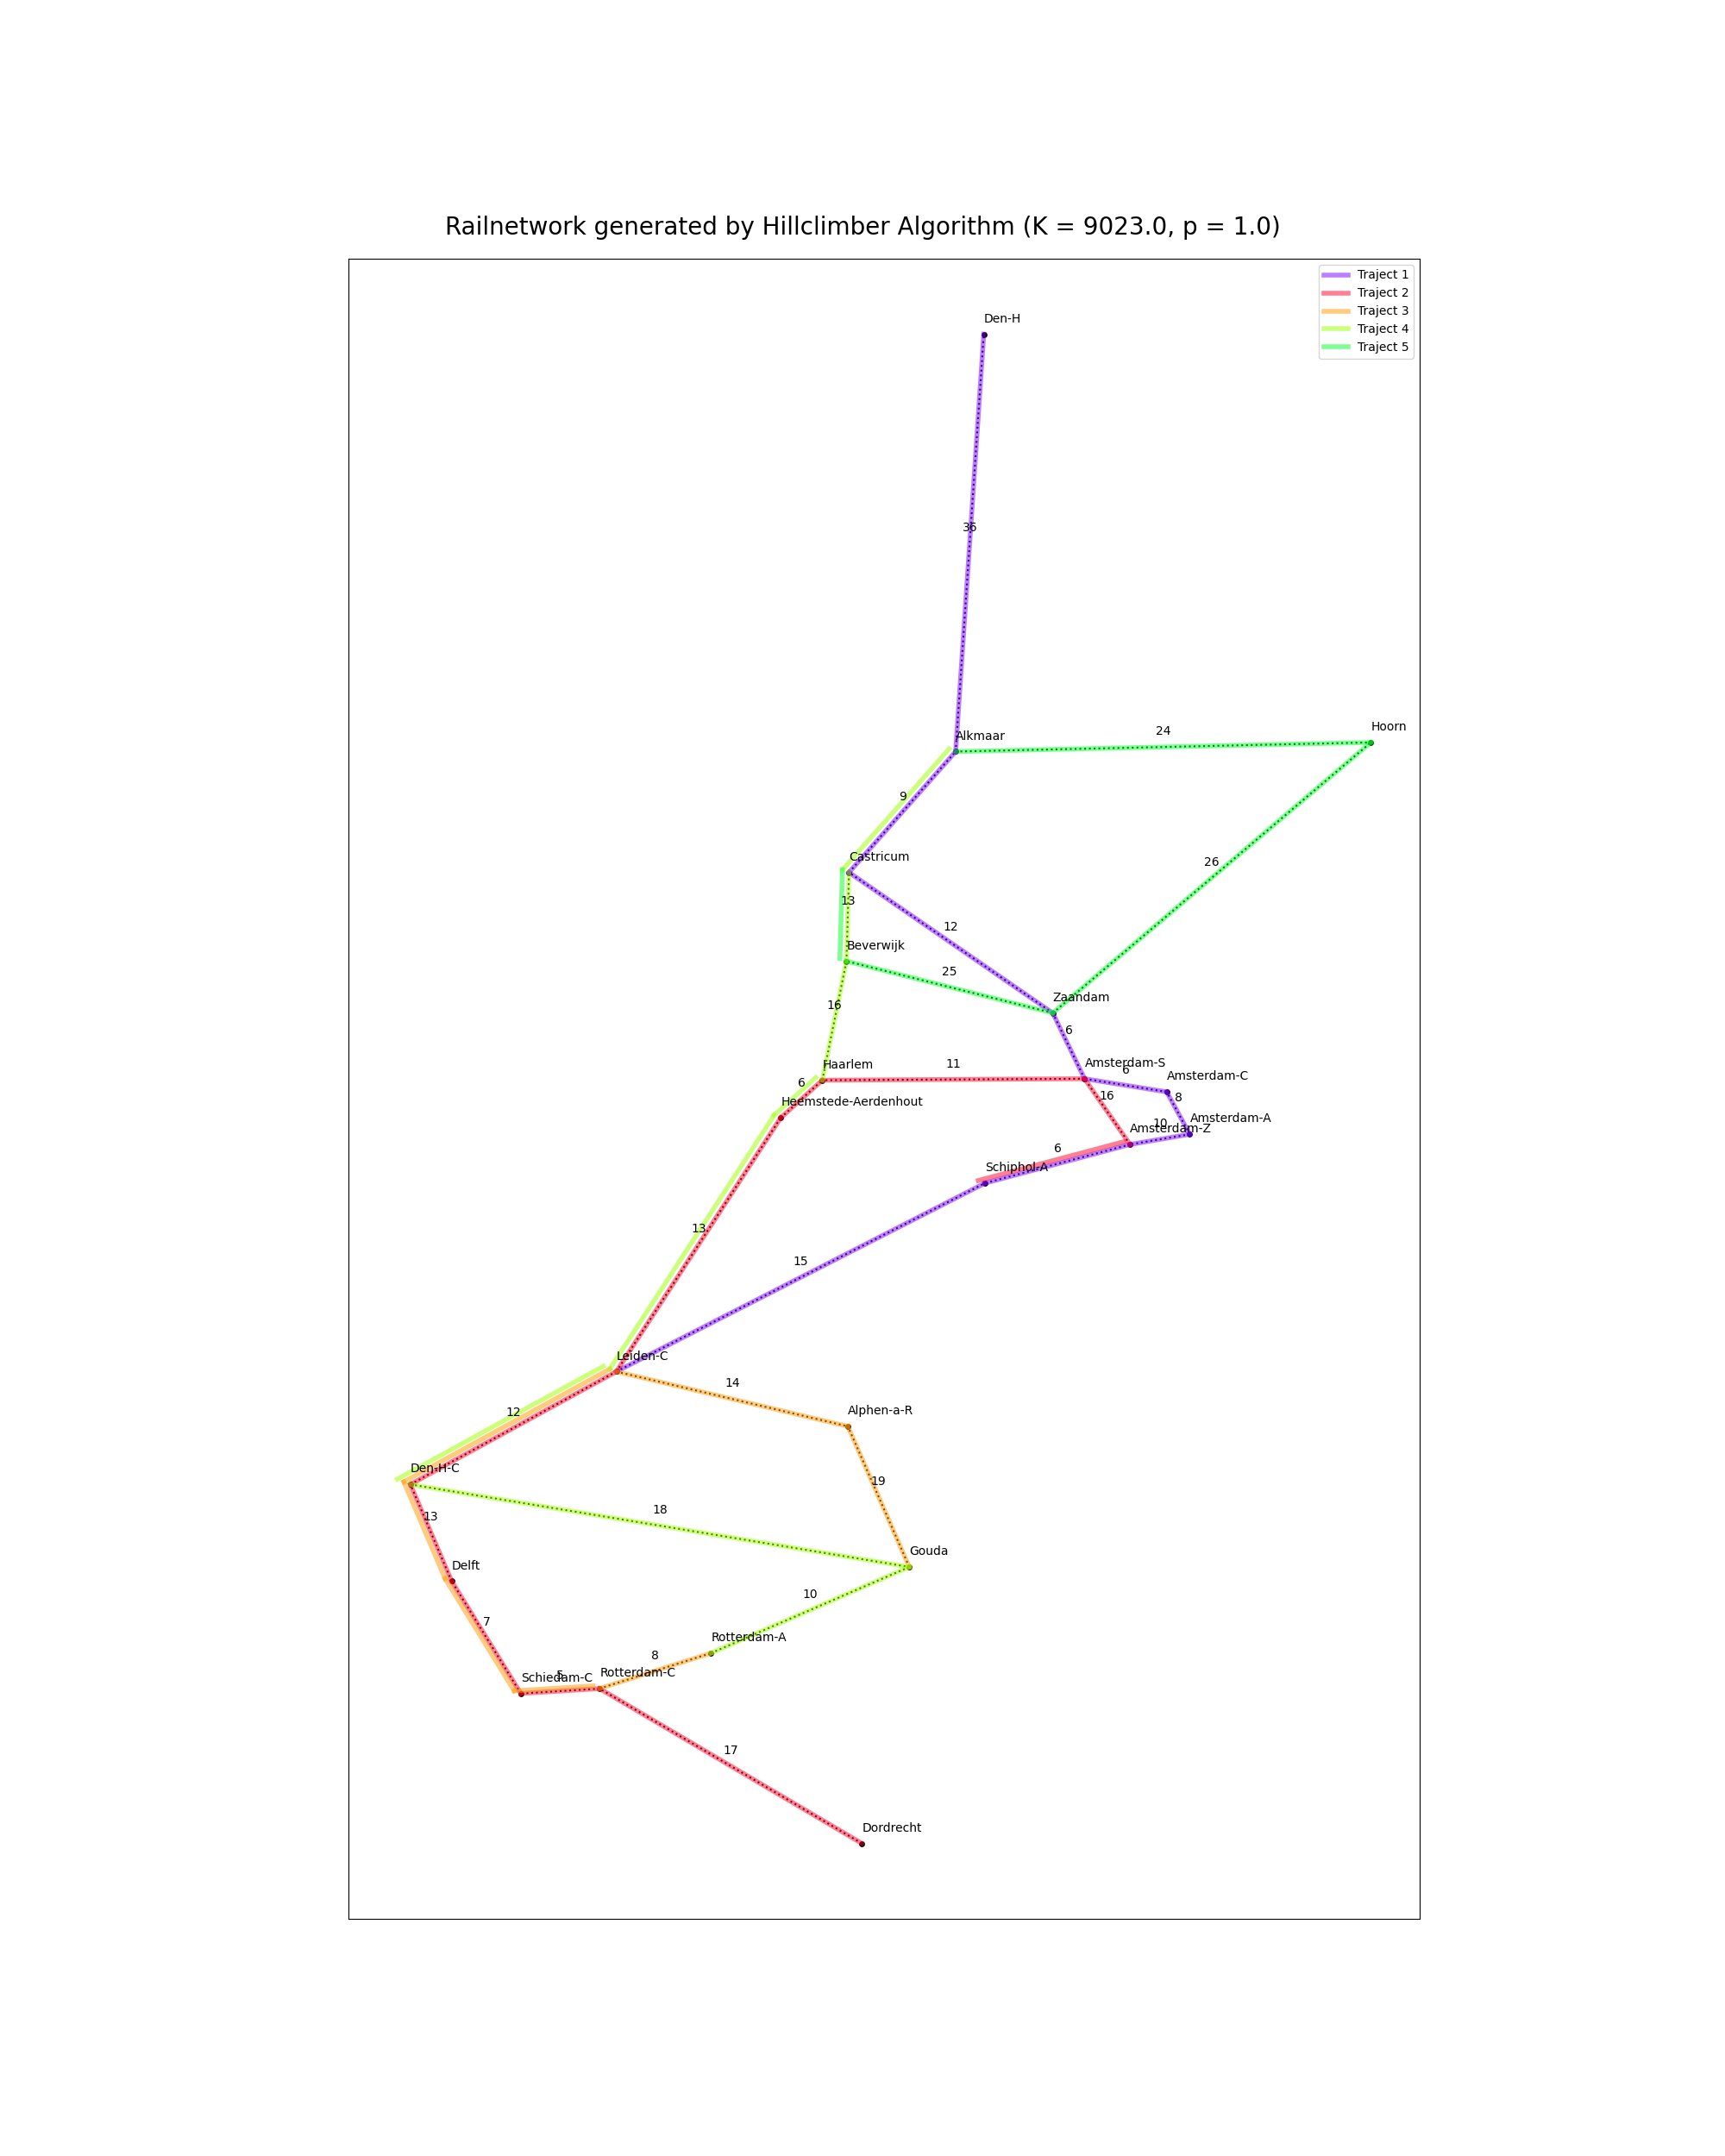 Railnetwork generated by Hillclimber Algorithm (K = 9023.0, p = 1.0)
Traject 1
Traject 2
Traject 3
Traject 4
Traject 5
Den-H
36
Hoorn
24
Alkmaar
9
Castricum
26
13
12
Beverwijk
25
Zaandam
16
6
Haarlem
11
Amsterdam-S
6
6
Amsterdam-C
Heemstede-Aerdenhout
16
8
Amsterdam-A
10
Amsterdam-Z
6
Schiphol-A
13
15
Leiden-C
14
12
Alphen-a-R
Den-H-C
19
18
13
Gouda
Delft
10
7
Rotterdam-A
8
Rotterdam-C
5
Schiedam-C
17
Dordrecht